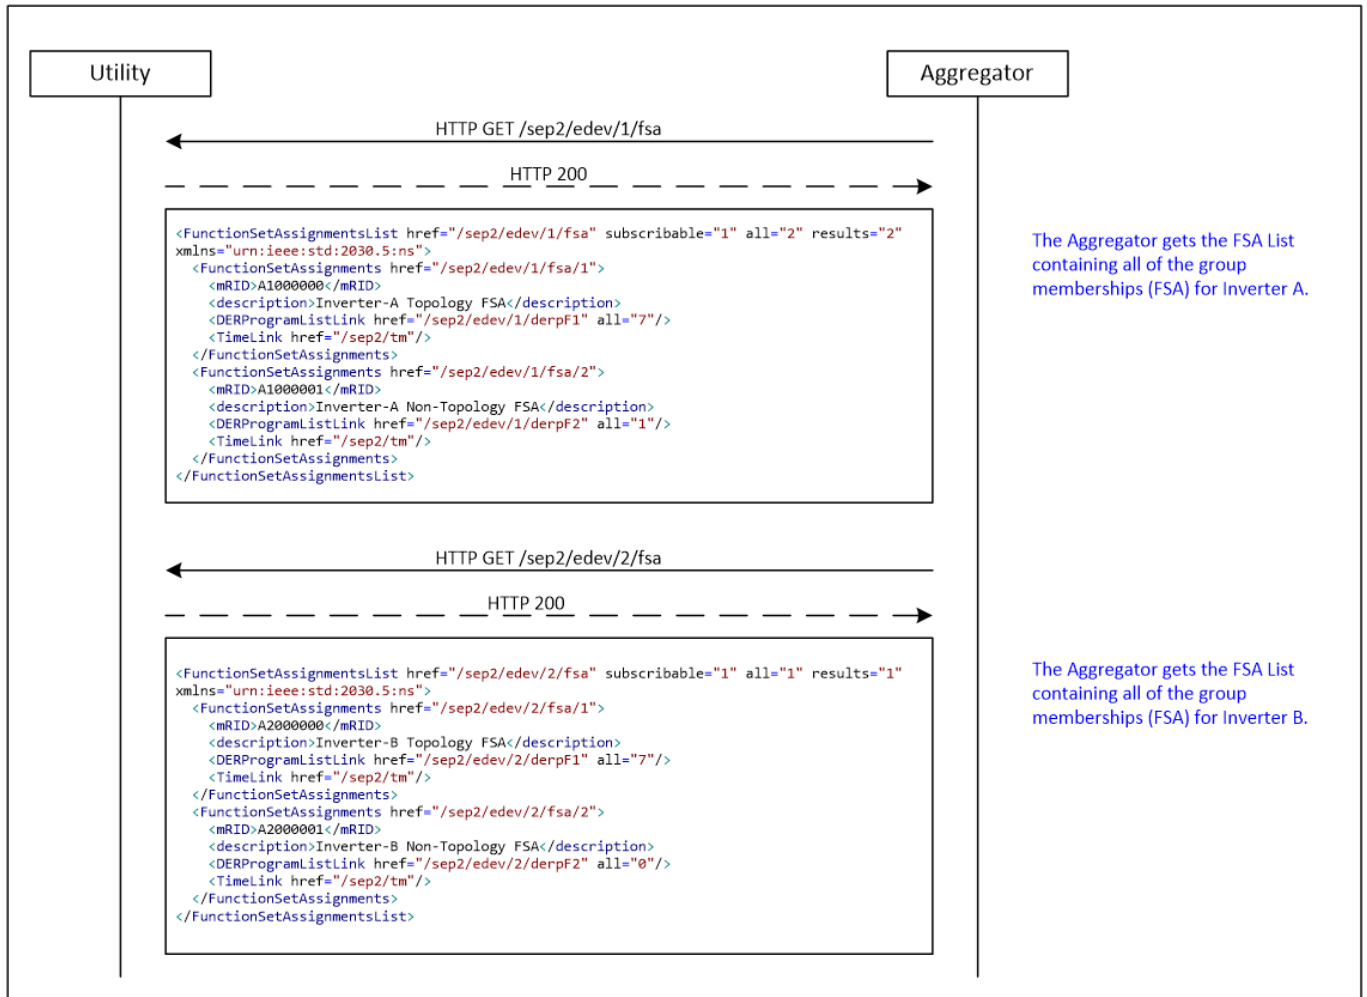 Utility
Aggregator
HTTP GET /sep2/edev/1/fsa
HTTP 200
<FunctionSetAssignmentsList href="/sep2/edev/1/fsa" subscribable="1" all="2" results="2"
xmlns="urn:ieee:std:2030.5:ns">
<FunctionSetAssignments href="/sep2/edev/1/fsa/1">
<mRID>A1000000</mRID>
<description>Inverter-A Topology FSA</description>
<DERProgramListLink href="/sep2/edev/1/derpF1" all="7"/>
<TimeLink href="/sep2/tm"/>
</FunctionSetAssignments>
<FunctionSetAssignments href="/sep2/edev/1/fsa/2">
<mRID>A1000001</mRID>
<description>Inverter-A Non-Topology FSA</description>
<DERProgramListLink href="/sep2/edev/1/derpF2" all="1"/>
<TimeLink href="/sep2/tm"/>
</FunctionSetAssignments>
</FunctionSetAssignmentsList>
The Aggregator gets the FSA List
containing all of the group
memberships (FSA) for Inverter A.
HTTP GET /sep2/edev/2/fsa
HTTP 200
<FunctionSetAssignmentsList href="/sep2/edev/2/fsa" subscribable="1" all="1" results="1"
xmlns="urn:ieee:std:2030.5:ns">
<FunctionSetAssignments href="/sep2/edev/2/fsa/1">
<mRID>A2000000</mRID>
<description>Inverter-B Topology FSA</description>
<DERProgramListLink href="/sep2/edev/2/derpF1" all="7"/>
<TimeLink href="/sep2/tm"/>
</FunctionSetAssignments>
<FunctionSetAssignments href="/sep2/edev/2/fsa/2">
<mRID>A2000001</mRID>
<description>Inverter-B Non-Topology FSA</description>
<DERProgramListLink href="/sep2/edev/2/derpF2" all="0"/>
<TimeLink href="/sep2/tm"/>
</FunctionSetAssignments>
</FunctionSetAssignmentsList>
The Aggregator gets the FSA List
containing all of the group
memberships (FSA) for Inverter B.